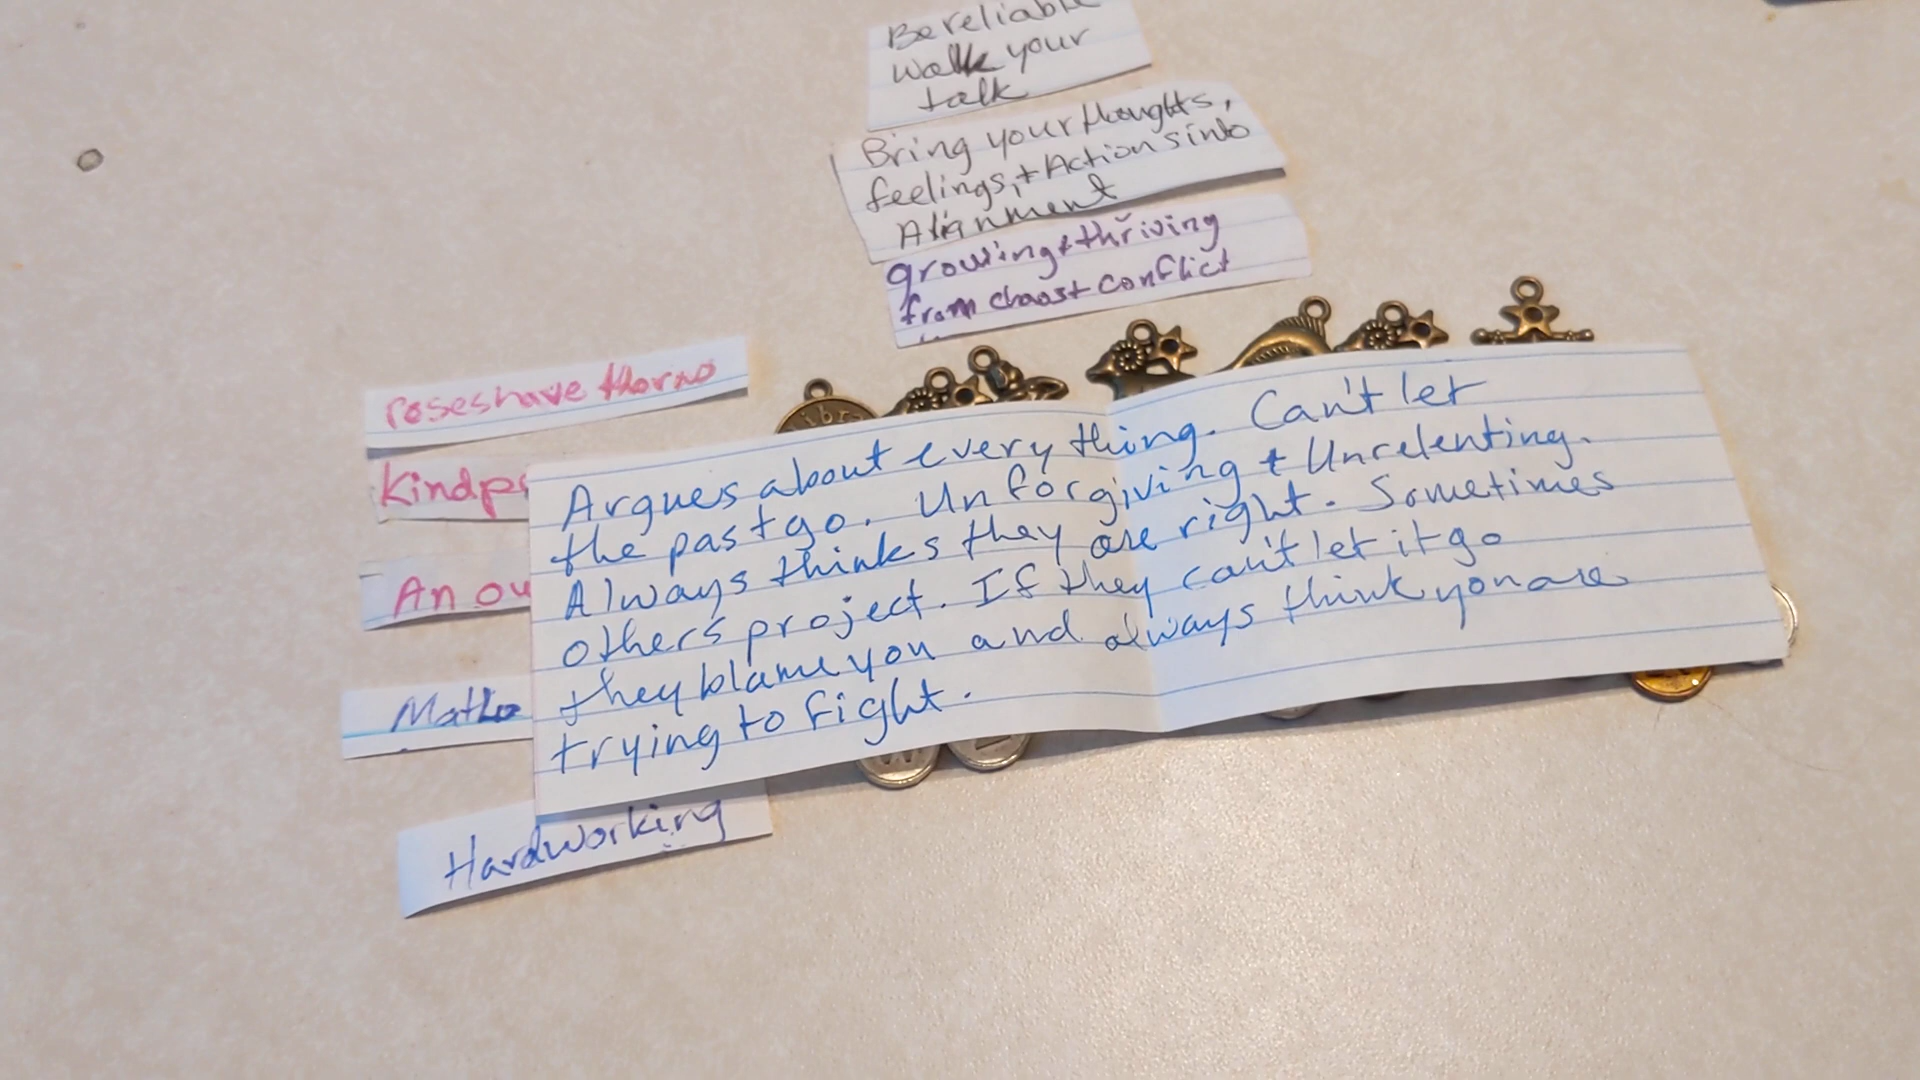 Be reliable
walk your
talk
Bring your thoughts,
feelings, + Actions into
Alignment
growing + thriving
from chaos + conflict
roses have thorns
Kind
An ou
Hardworking
Argues about everything. Can't let
the past go. Unforgiving + Unrelenting.
Always thinks they are right. Sometimes
others project. If they can't let it go
they blame you and always think you are
trying to fight.